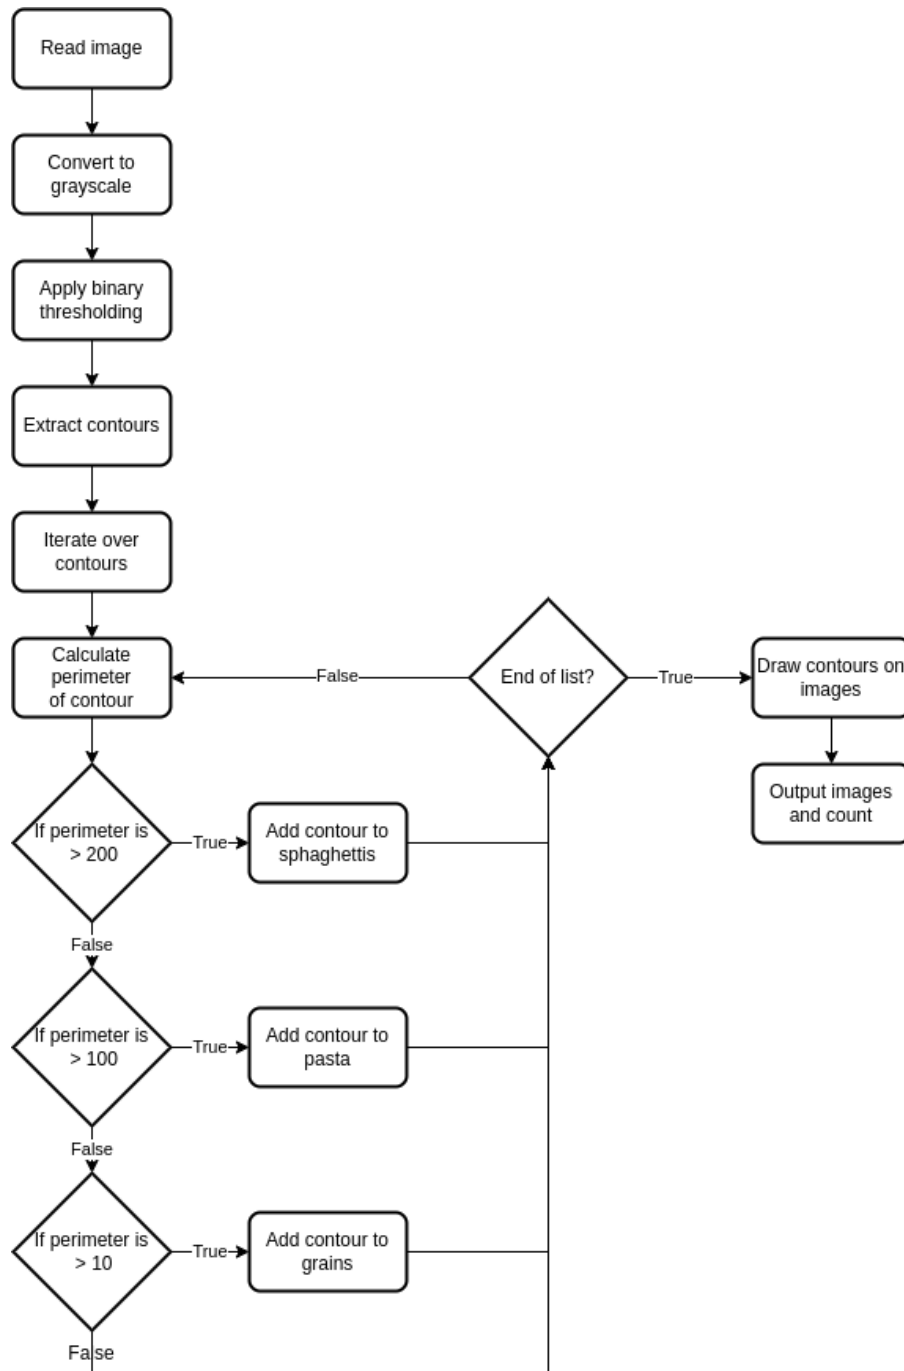 Read image
Convert to
grayscale
Apply binary
thresholding
Extract contours
Iterate over
contours
Calculate
perimeter
of contour
False
End of list?
True
Draw contours on
images
Output images
and count
If perimeter is
> 200
True
Add contour to
sphaghettis
False
If perimeter is
> 100
True
Add contour to
pasta
False
If perimeter is
> 10
True
Add contour to
grains
False